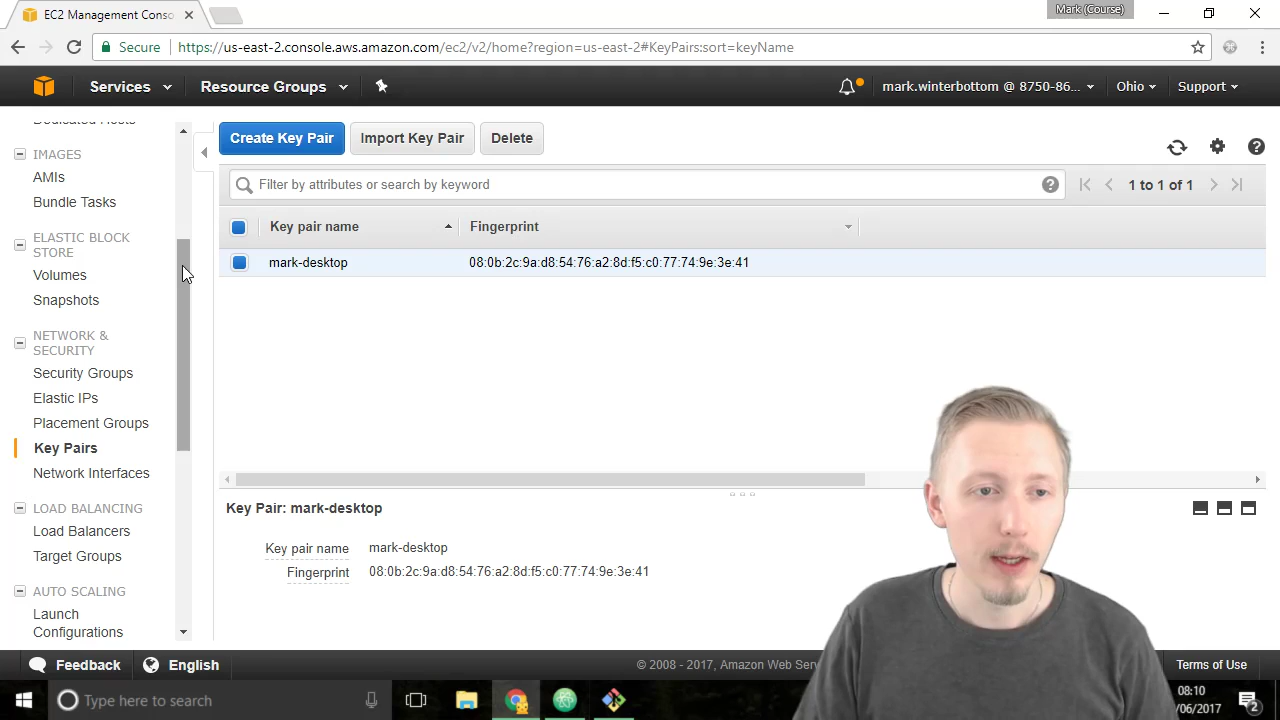 EC2 Management Conso
Mark (Course)
Secure
https://us-east-2.console.aws.amazon.com/ec2/v2/home?region=us-east-2#KeyPairs:sort=keyName
Services
Resource Groups
mark.winterbottom @ 8750-86...
Ohio
Support
Dedicated Hosts
IMAGES
AMIs
Bundle Tasks
ELASTIC BLOCK
STORE
Volumes
Snapshots
NETWORK &
SECURITY
Security Groups
Elastic IPs
Placement Groups
Key Pairs
Network Interfaces
LOAD BALANCING
Load Balancers
Target Groups
AUTO SCALING
Launch
Configurations
Create Key Pair
Import Key Pair
Delete
Filter by attributes or search by keyword
1 to 1 of 1
Key pair name
Fingerprint
mark-desktop
08:0b:2c:9a:d8:54:76:a2:8d:f5:c0:77:74:9e:3e:41
Key Pair: mark-desktop
Key pair name
mark-desktop
Fingerprint
08:0b:2c:9a:d8:54:76:a2:8d:f5:c0:77:74:9e:3e:41
Feedback
English
© 2008 - 2017, Amazon Web Serv
Terms of Use
Type here to search
08:10
/06/2017
2